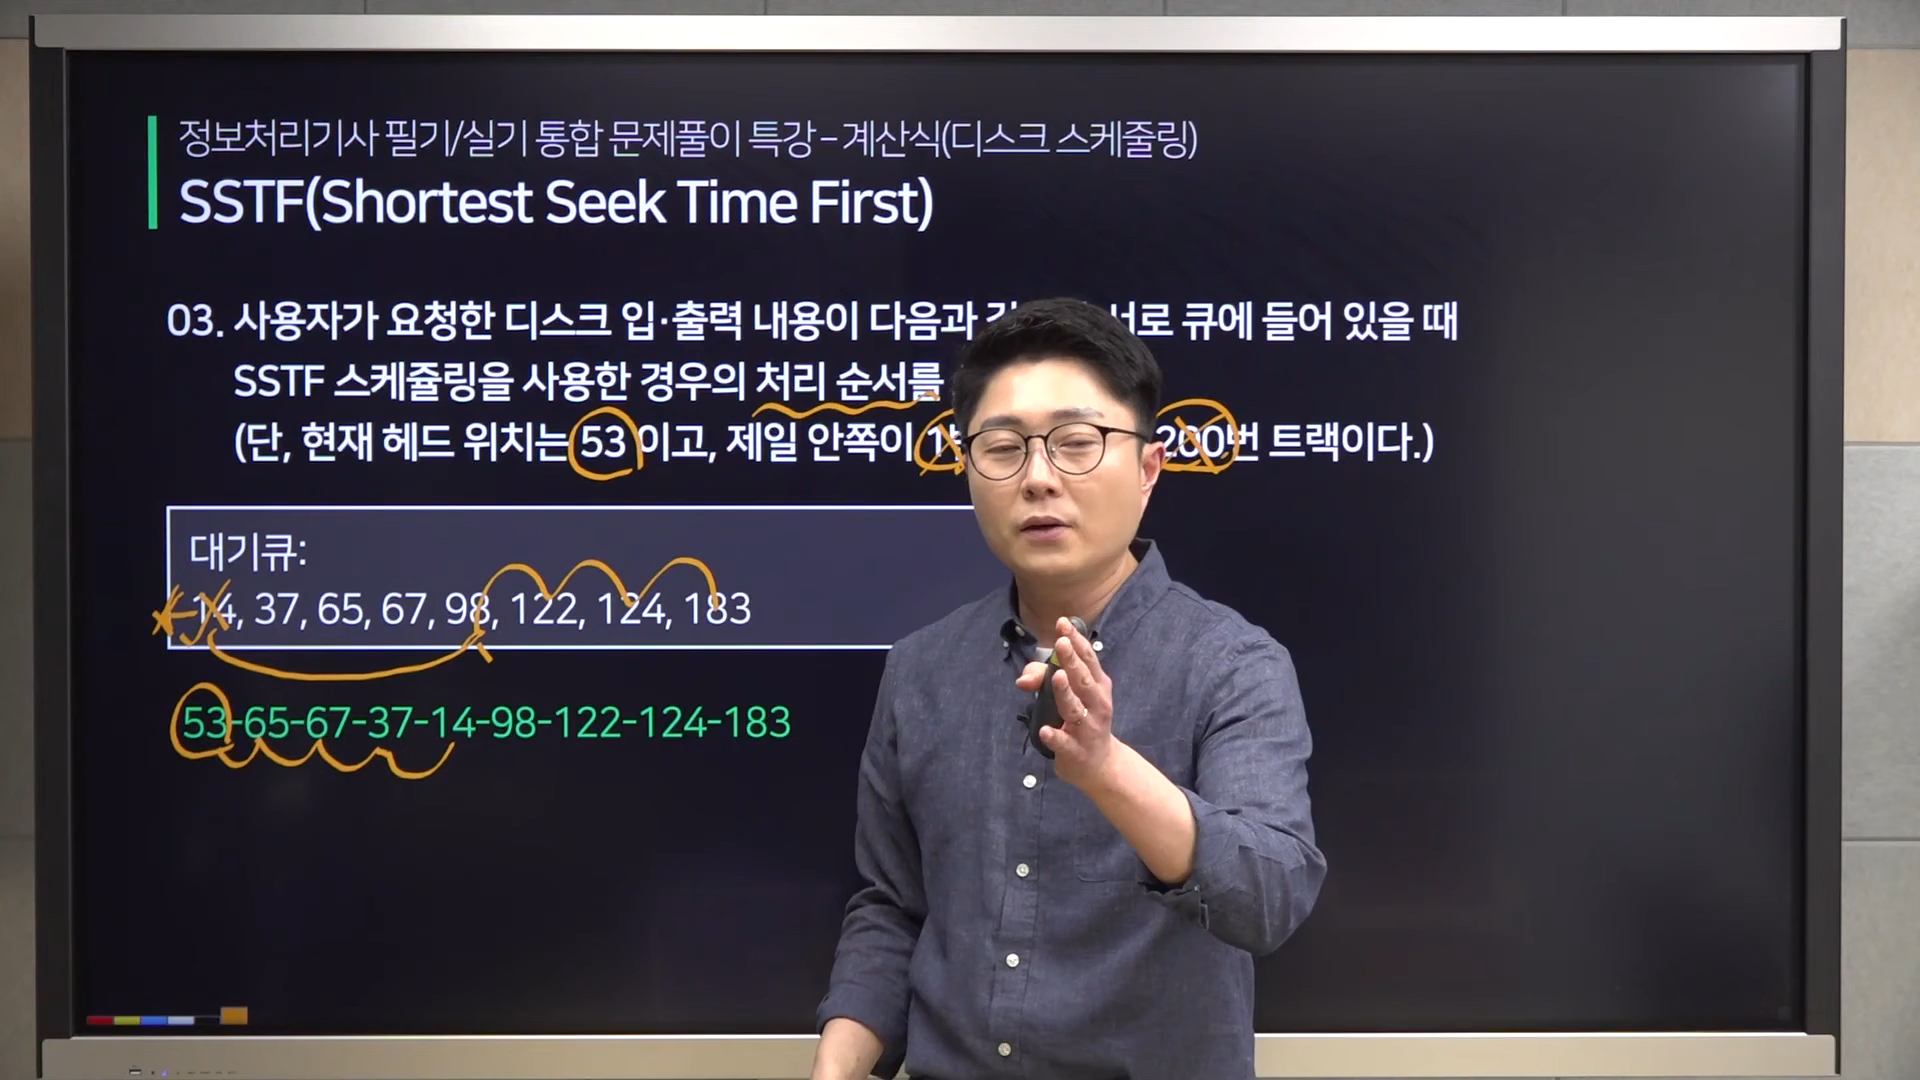 정보처리기사 필기/실기 통합 문제풀이 특강 – 계산식(디스크 스케줄링)
SSTF(Shortest Seek Time First)
03. 사용자가 요청한 디스크 입·출력 내용이 다음과 서로 큐에 들어 있을 때
SSTF 스케쥴링을 사용한 경우의 처리 순서를
(단, 현재 헤드 위치는 53 이고, 제일 안쪽이 200번 트랙이다.)
대기큐:
14, 37, 65, 67, 98, 122, 124, 183
53-65-67-37-14-98-122-124-183